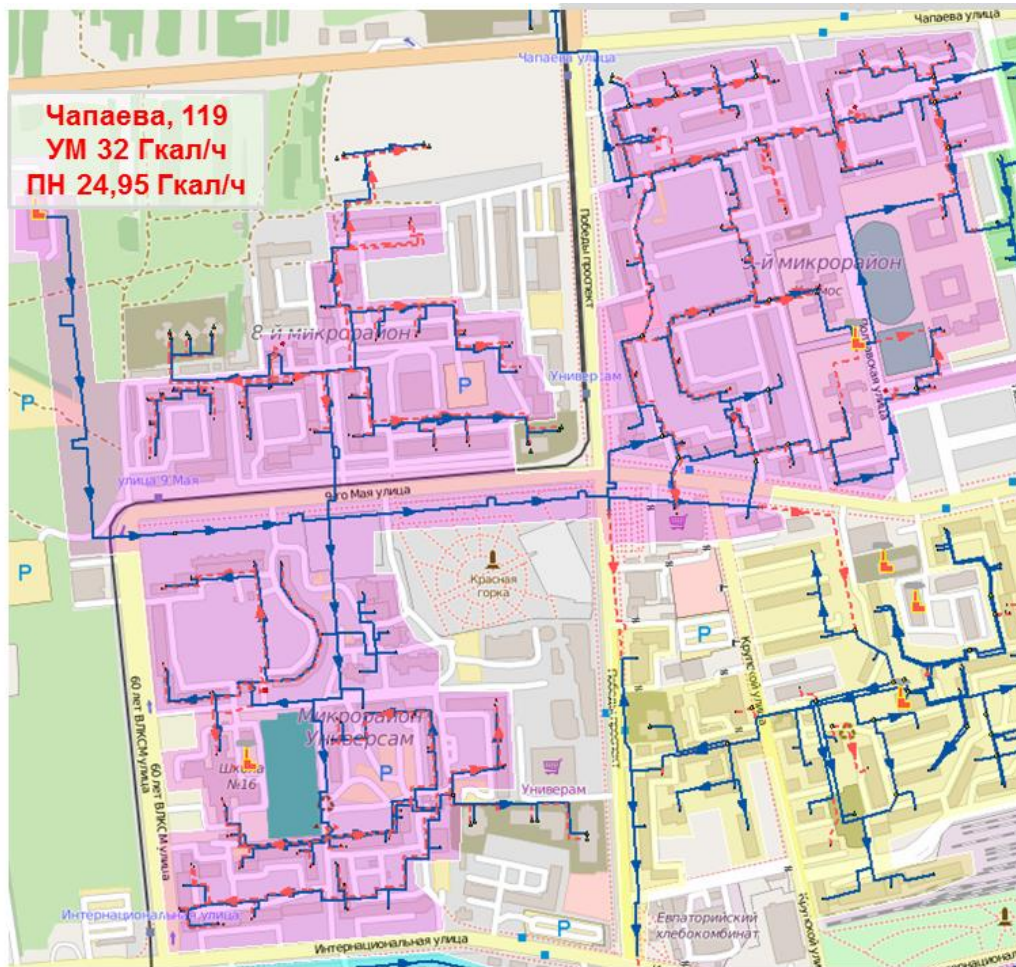 Чапаева улица
Чапаева улица
Чапаева, 119
УМ 32 Гкал/ч
ПН 24,95 Гкал/ч
Победы проспект
8-й микрорайон
P
Универсам
P
улица 9 Мая
9-го Мая улица
P
Красная
горка
P
Крупской улица
60 лет ВЛКСМ улица
Микрорайон
Универсам
P
Школа
№16
60 лет ВЛКСМ улица
Универам
Интернациональная улица
P
Интернациональная улица
Евпаторийский
хлебокомбинат